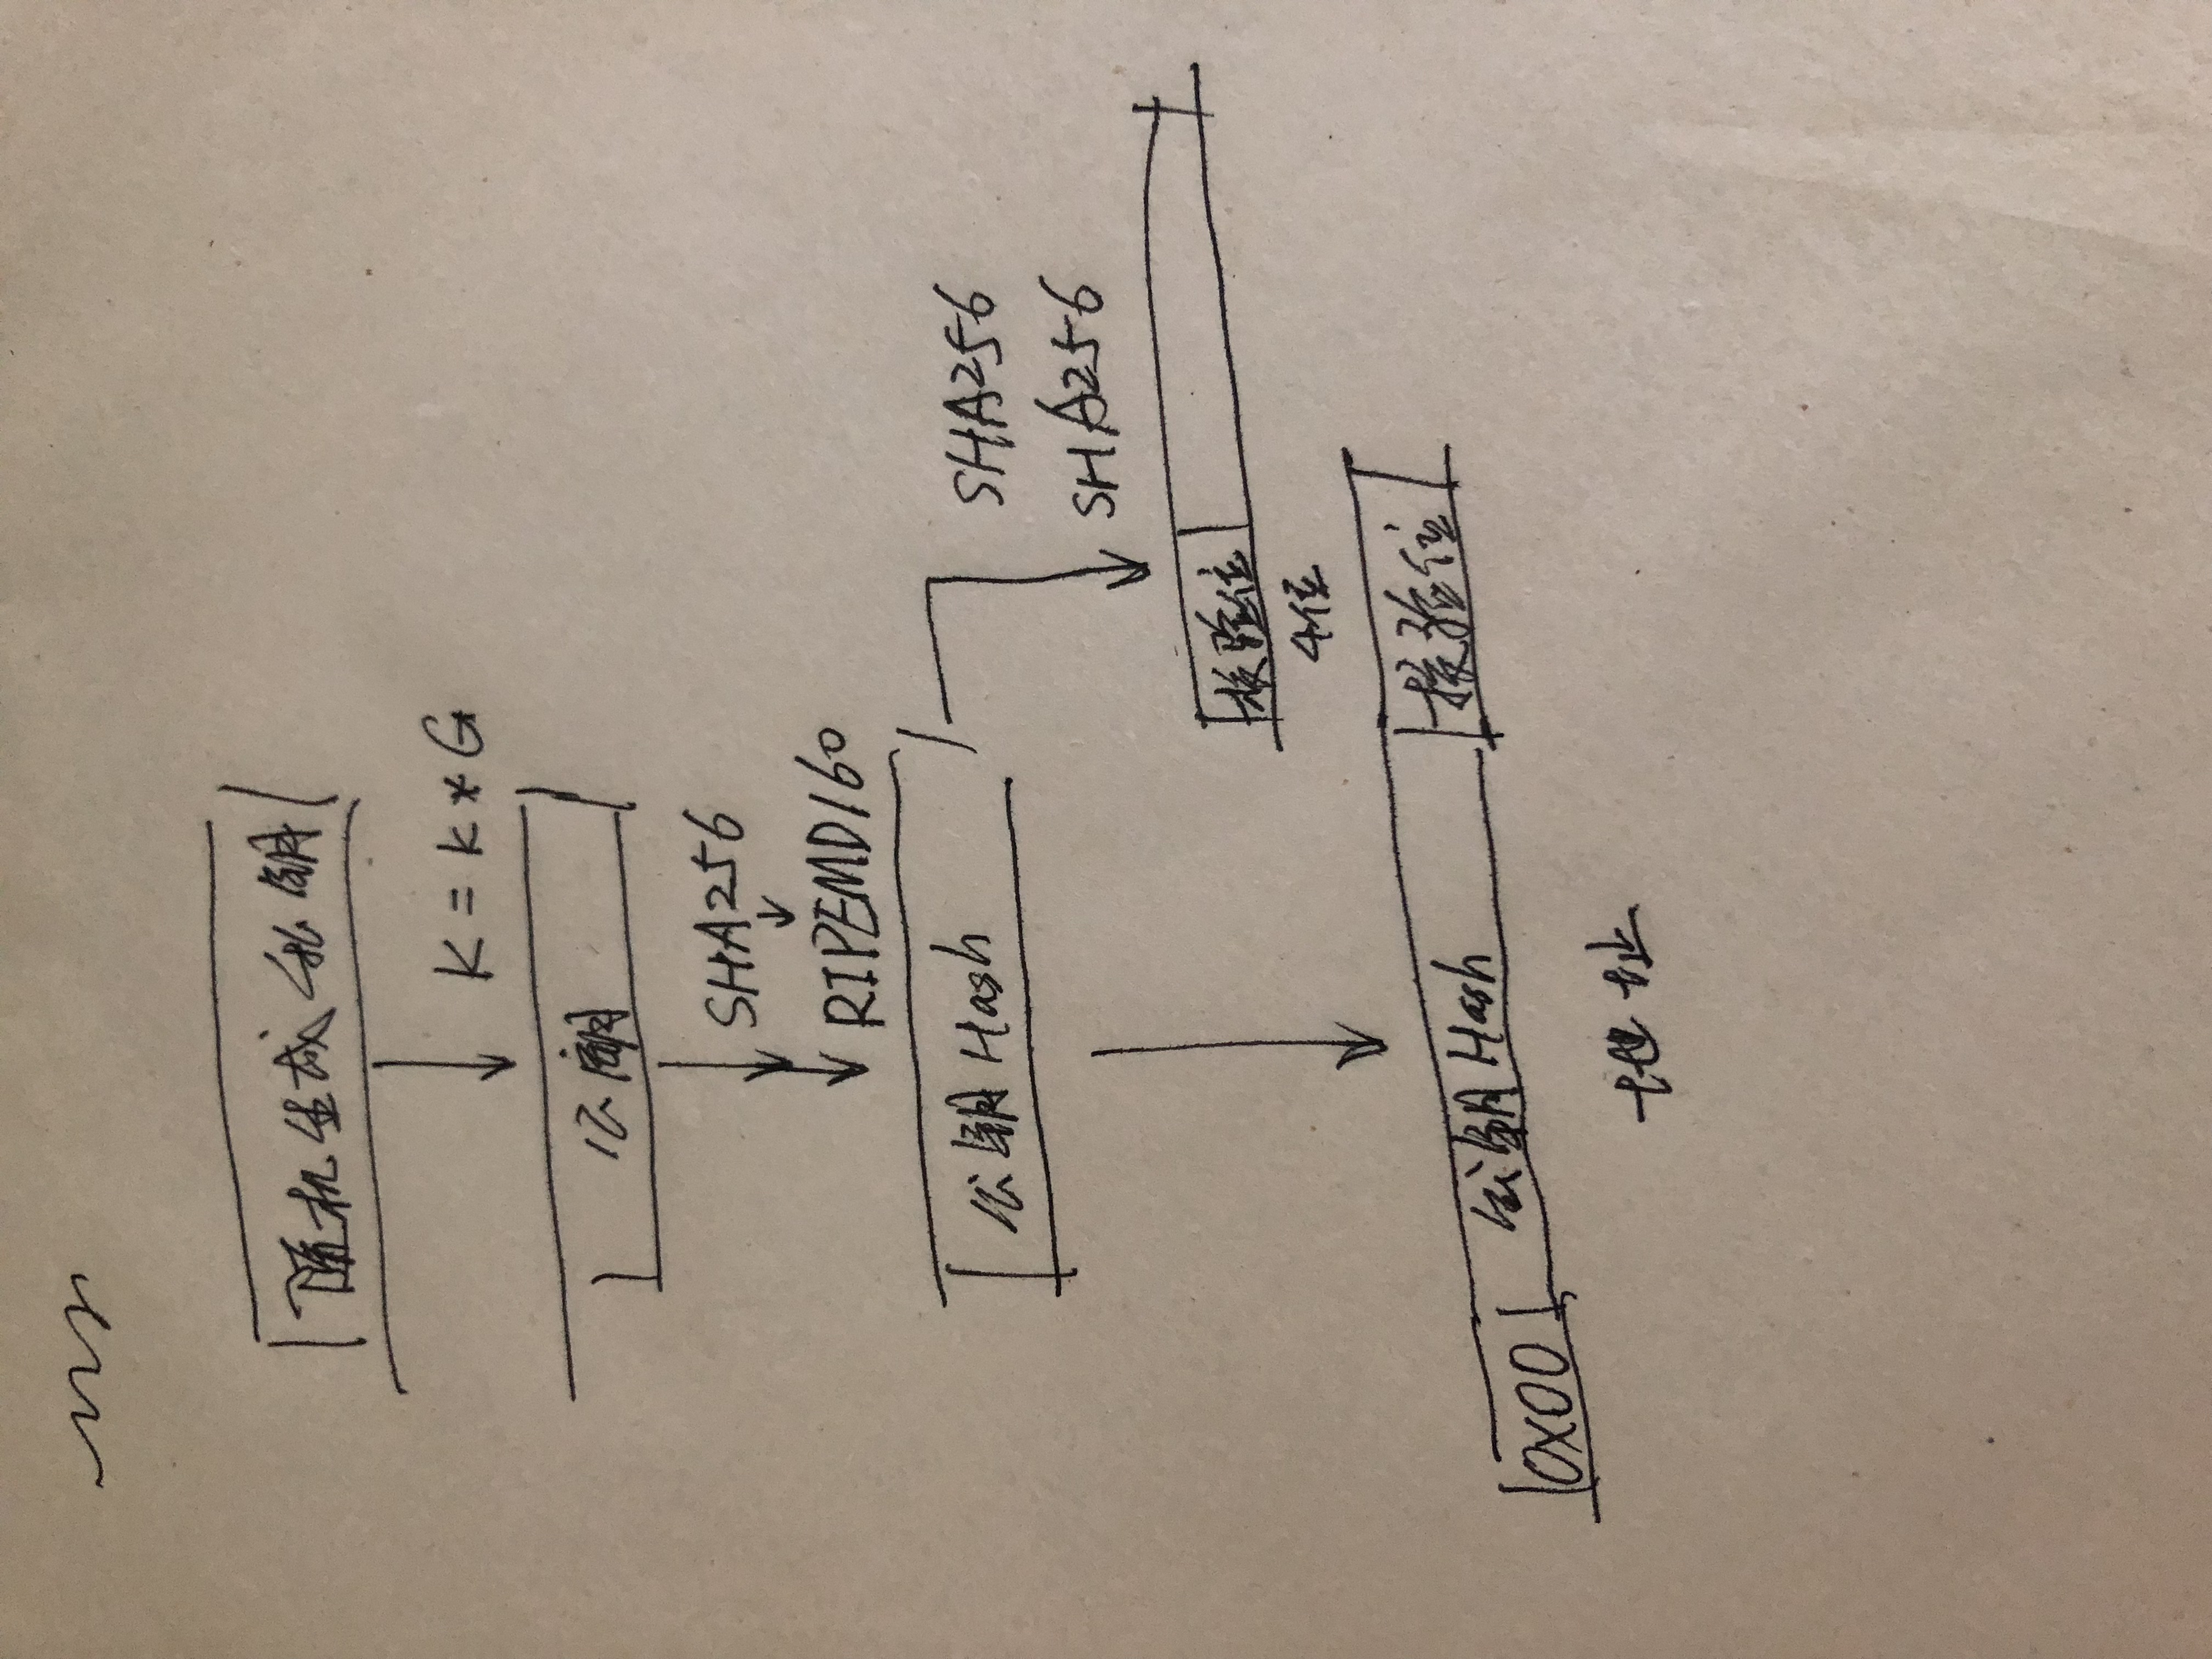 随机生成私钥
K = k * G
公钥
SHA256
RIPEMD160
公钥Hash
SHA256
SHA256
校验位
4位
0X00 公钥Hash 校验位
地址